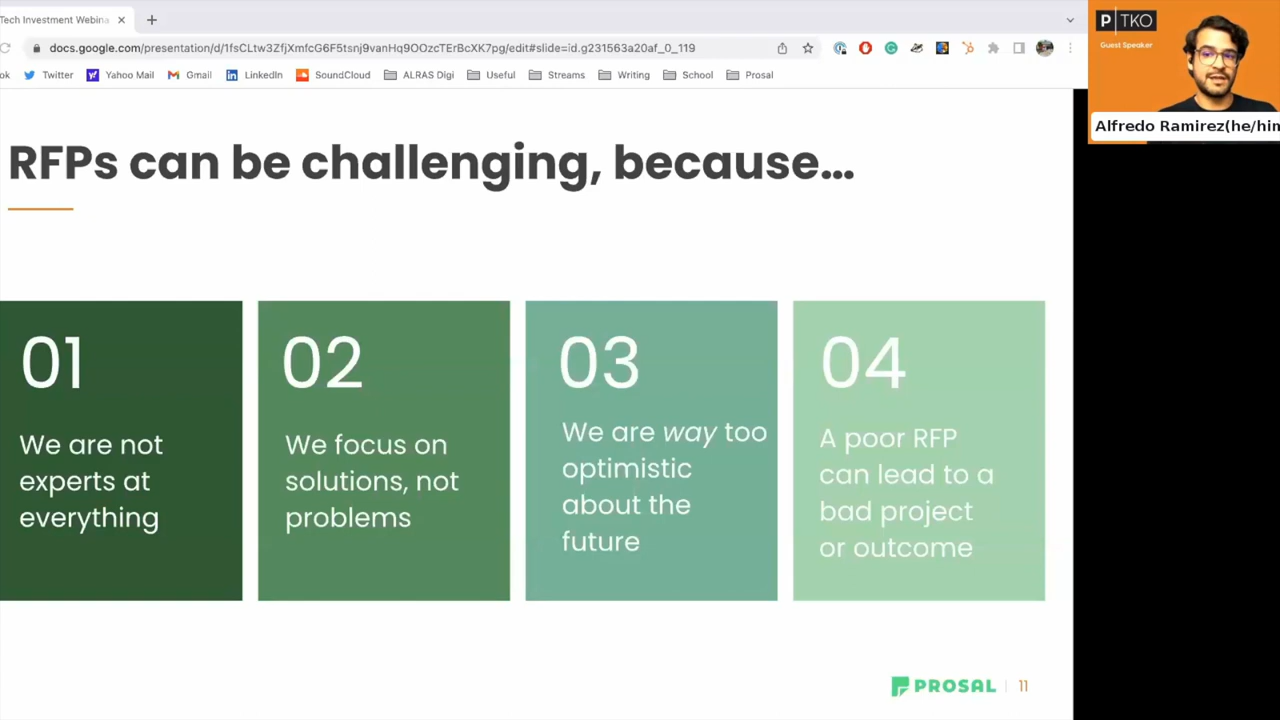 Tech Investment Webina
docs.google.com/presentation/d/1fsCLtw3ZfjXmfcG6F5tsnj9vanHq9OOzcTErBcXK7pg/edit#slide=id.g231563a20af_0_119
ok Twitter Yahoo Mail Gmail LinkedIn SoundCloud ALRAS Digi Useful Streams Writing School Prosal
P TKO
Guest Speaker
Alfredo Ramirez(he/him
RFPs can be challenging, because...
01
We are not
experts at
everything
02
We focus on
solutions, not
problems
03
We are way too
optimistic
about the
future
04
A poor RFP
can lead to a
bad project
or outcome
PROSAL 11